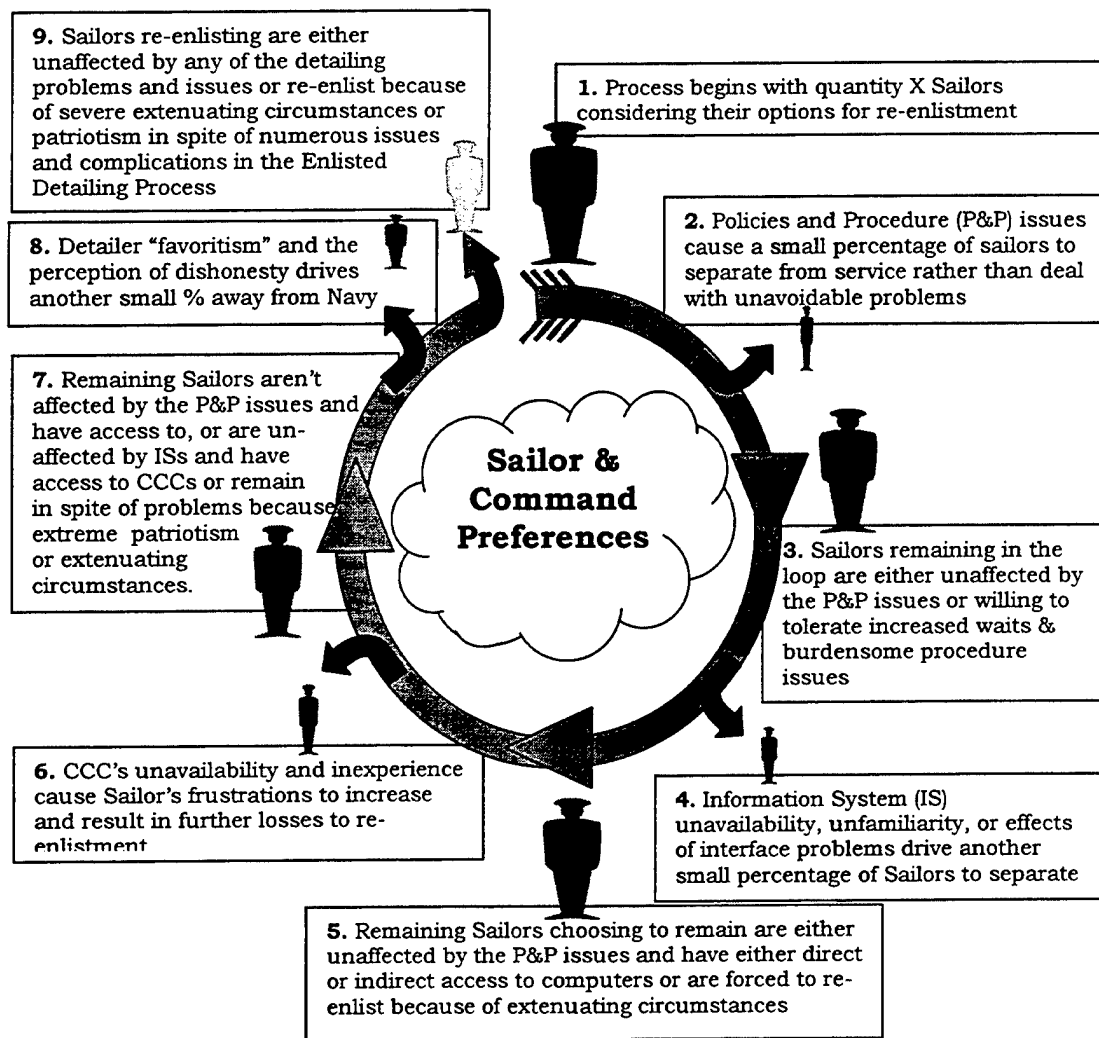 9. Sailors re-enlisting are either
unaffected by any of the detailing
problems and issues or re-enlist because
of severe extenuating circumstances or
patriotism in spite of numerous issues
and complications in the Enlisted
Detailing Process
1. Process begins with quantity X Sailors
considering their options for re-enlistment
2. Policies and Procedure (P&P) issues
cause a small percentage of sailors to
separate from service rather than deal
with unavoidable problems
8. Detailer "favoritism" and the
perception of dishonesty drives
another small % away from Navy
7. Remaining Sailors aren't
affected by the P&P issues and
have access to, or are un-
affected by ISs and have
access to CCCs or remain
in spite of problems because
extreme patriotism
or extenuating
circumstances.
Sailor &
Command
Preferences
3. Sailors remaining in the
loop are either unaffected by
the P&P issues or willing to
tolerate increased waits &
burdensome procedure
issues
6. CCC's unavailability and inexperience
cause Sailor's frustrations to increase
and result in further losses to re-
enlistment
4. Information System (IS)
unavailability, unfamiliarity, or effects
of interface problems drive another
small percentage of Sailors to separate
5. Remaining Sailors choosing to remain are either
unaffected by the P&P issues and have either direct
or indirect access to computers or are forced to re-
enlist because of extenuating circumstances